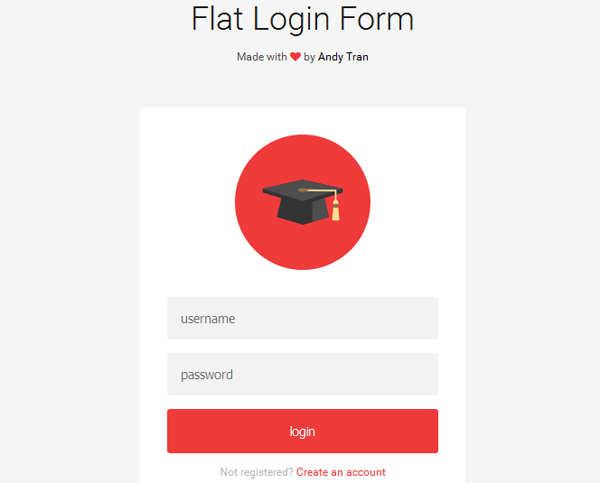 Flat Login Form
Made with ❤ by Andy Tran
username
password
login
Not registered? Create an account